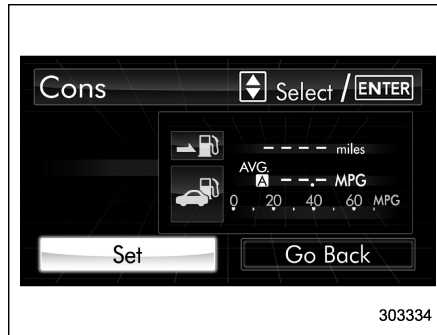 Cons Select / ENTER
---- miles
AVG.
A --.- MPG
0 20 40 60 MPG
Set Go Back
303334